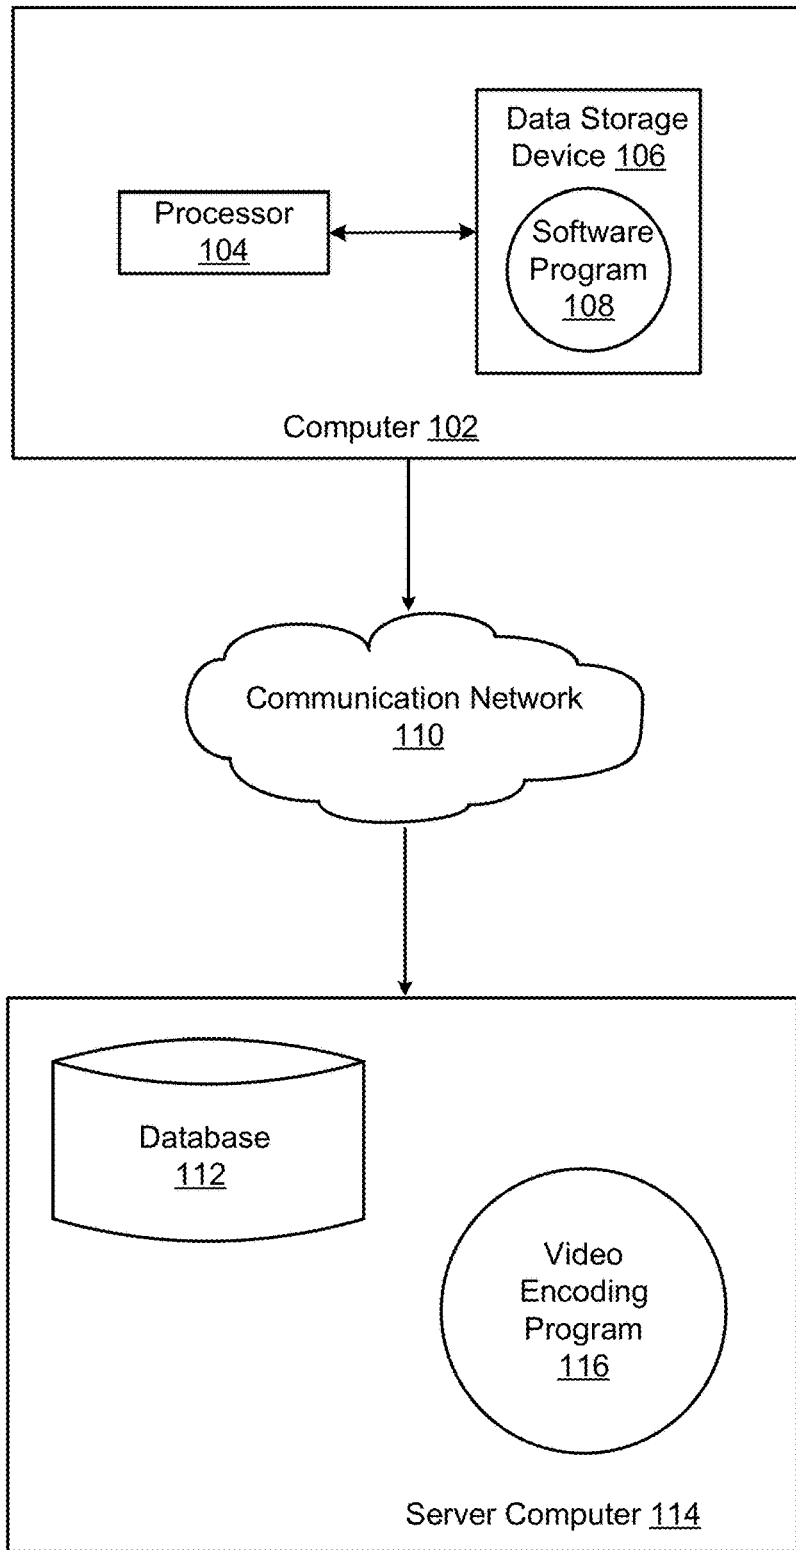 Data Storage
Device 106
Processor
104
Software
Program
108
Computer 102
Communication Network
110
Database
112
Video
Encoding
Program
116
Server Computer 114